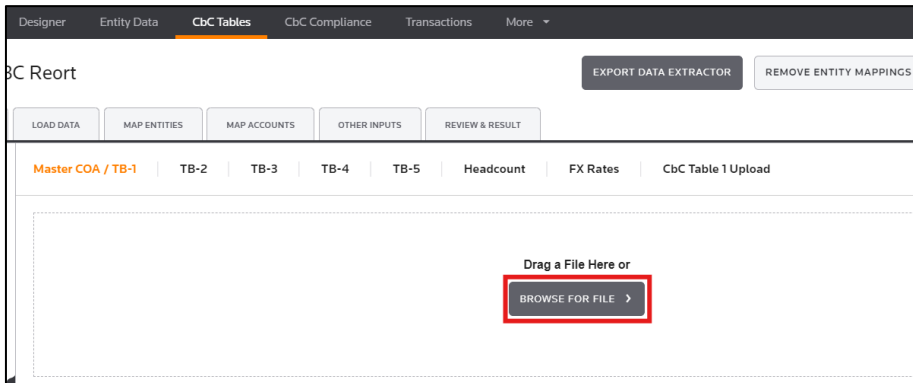 Designer Entity Data CbC Tables CbC Compliance Transactions More
BC Reort
EXPORT DATA EXTRACTOR REMOVE ENTITY MAPPINGS
LOAD DATA MAP ENTITIES MAP ACCOUNTS OTHER INPUTS REVIEW & RESULT
Master COA / TB-1 TB-2 TB-3 TB-4 TB-5 Headcount FX Rates CbC Table 1 Upload
Drag a File Here or
BROWSE FOR FILE >